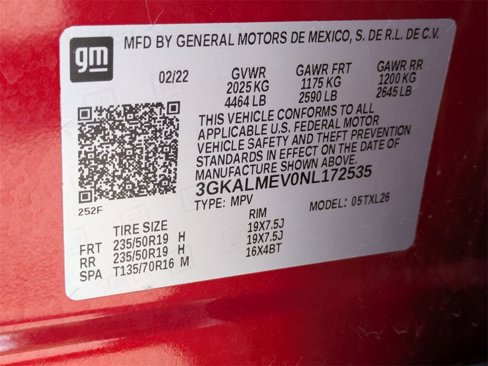 gm
MFD BY GENERAL MOTORS DE MEXICO, S. DE R.L. DE C.V.
02/22 GVWR GAWR FRT GAWR RR
2025 KG 1175 KG 1200 KG
4464 LB 2590 LB 2645 LB
THIS VEHICLE CONFORMS TO ALL
APPLICABLE U.S. FEDERAL MOTOR
VEHICLE SAFETY AND THEFT PREVENTION
STANDARDS IN EFFECT ON THE DATE OF
MANUFACTURE SHOWN ABOVE.
3GKALMEV0NL172535
252F
TYPE: MPV MODEL: 05TXL26
TIRE SIZE RIM
FRT 235/50R19 H 19X7.5J
RR 235/50R19 H 19X7.5J
SPA T135/70R16 M 16X4BT